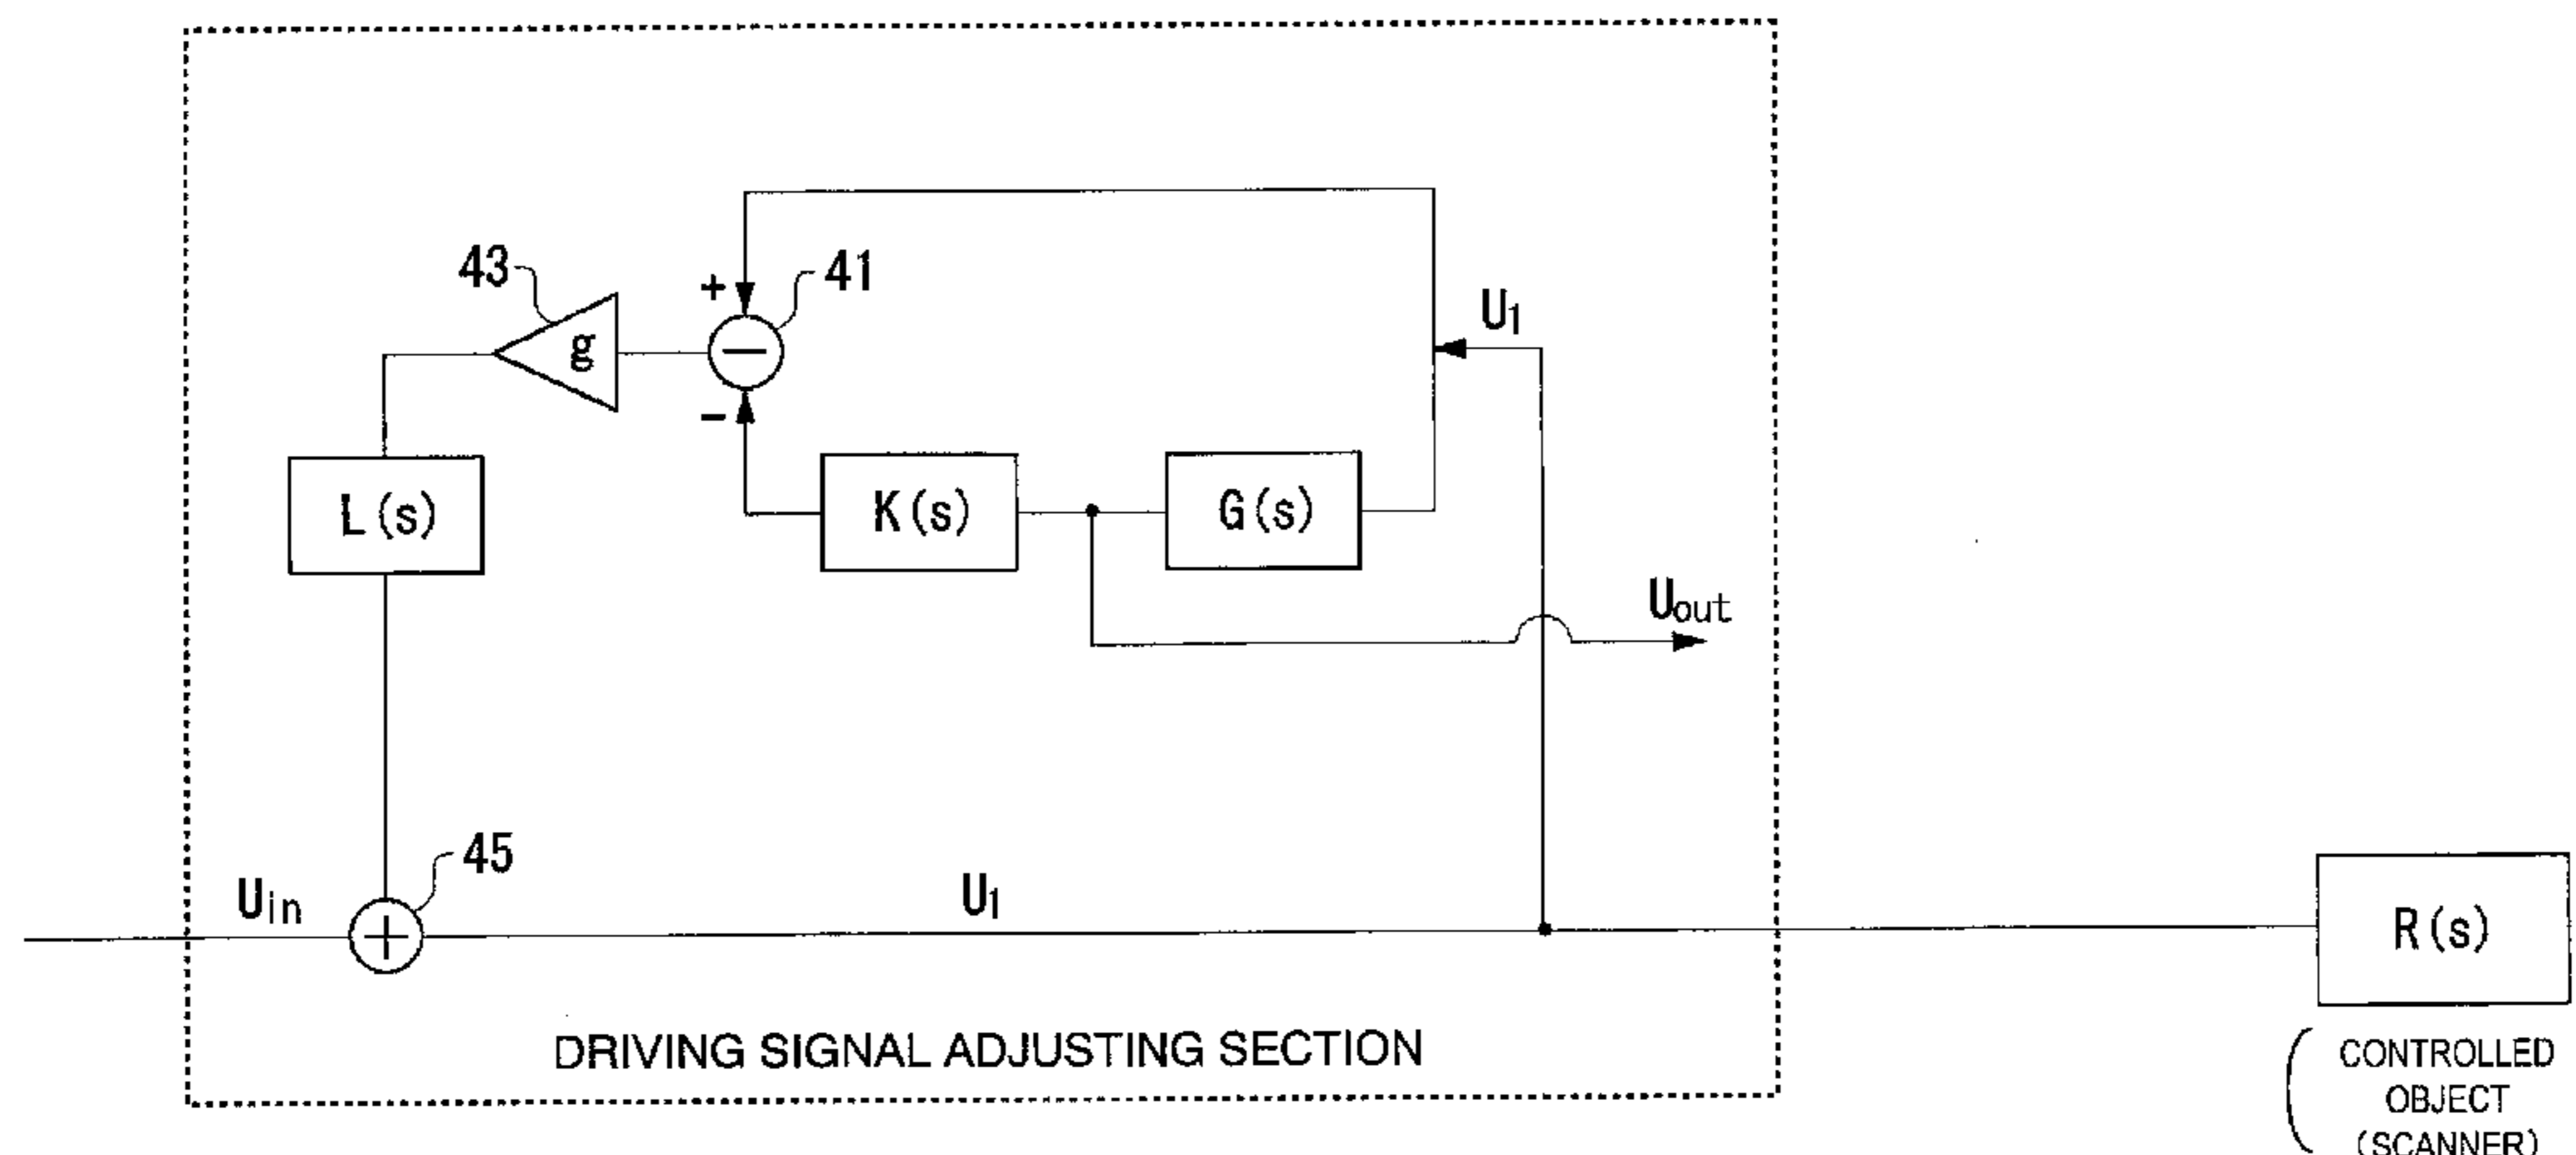 43
41
+
−
g
U1
−
L(s)
K(s)
G(s)
Uout
45
Uin
+
U1
R(s)
DRIVING SIGNAL ADJUSTING SECTION
CONTROLLED
OBJECT
(SCANNER)